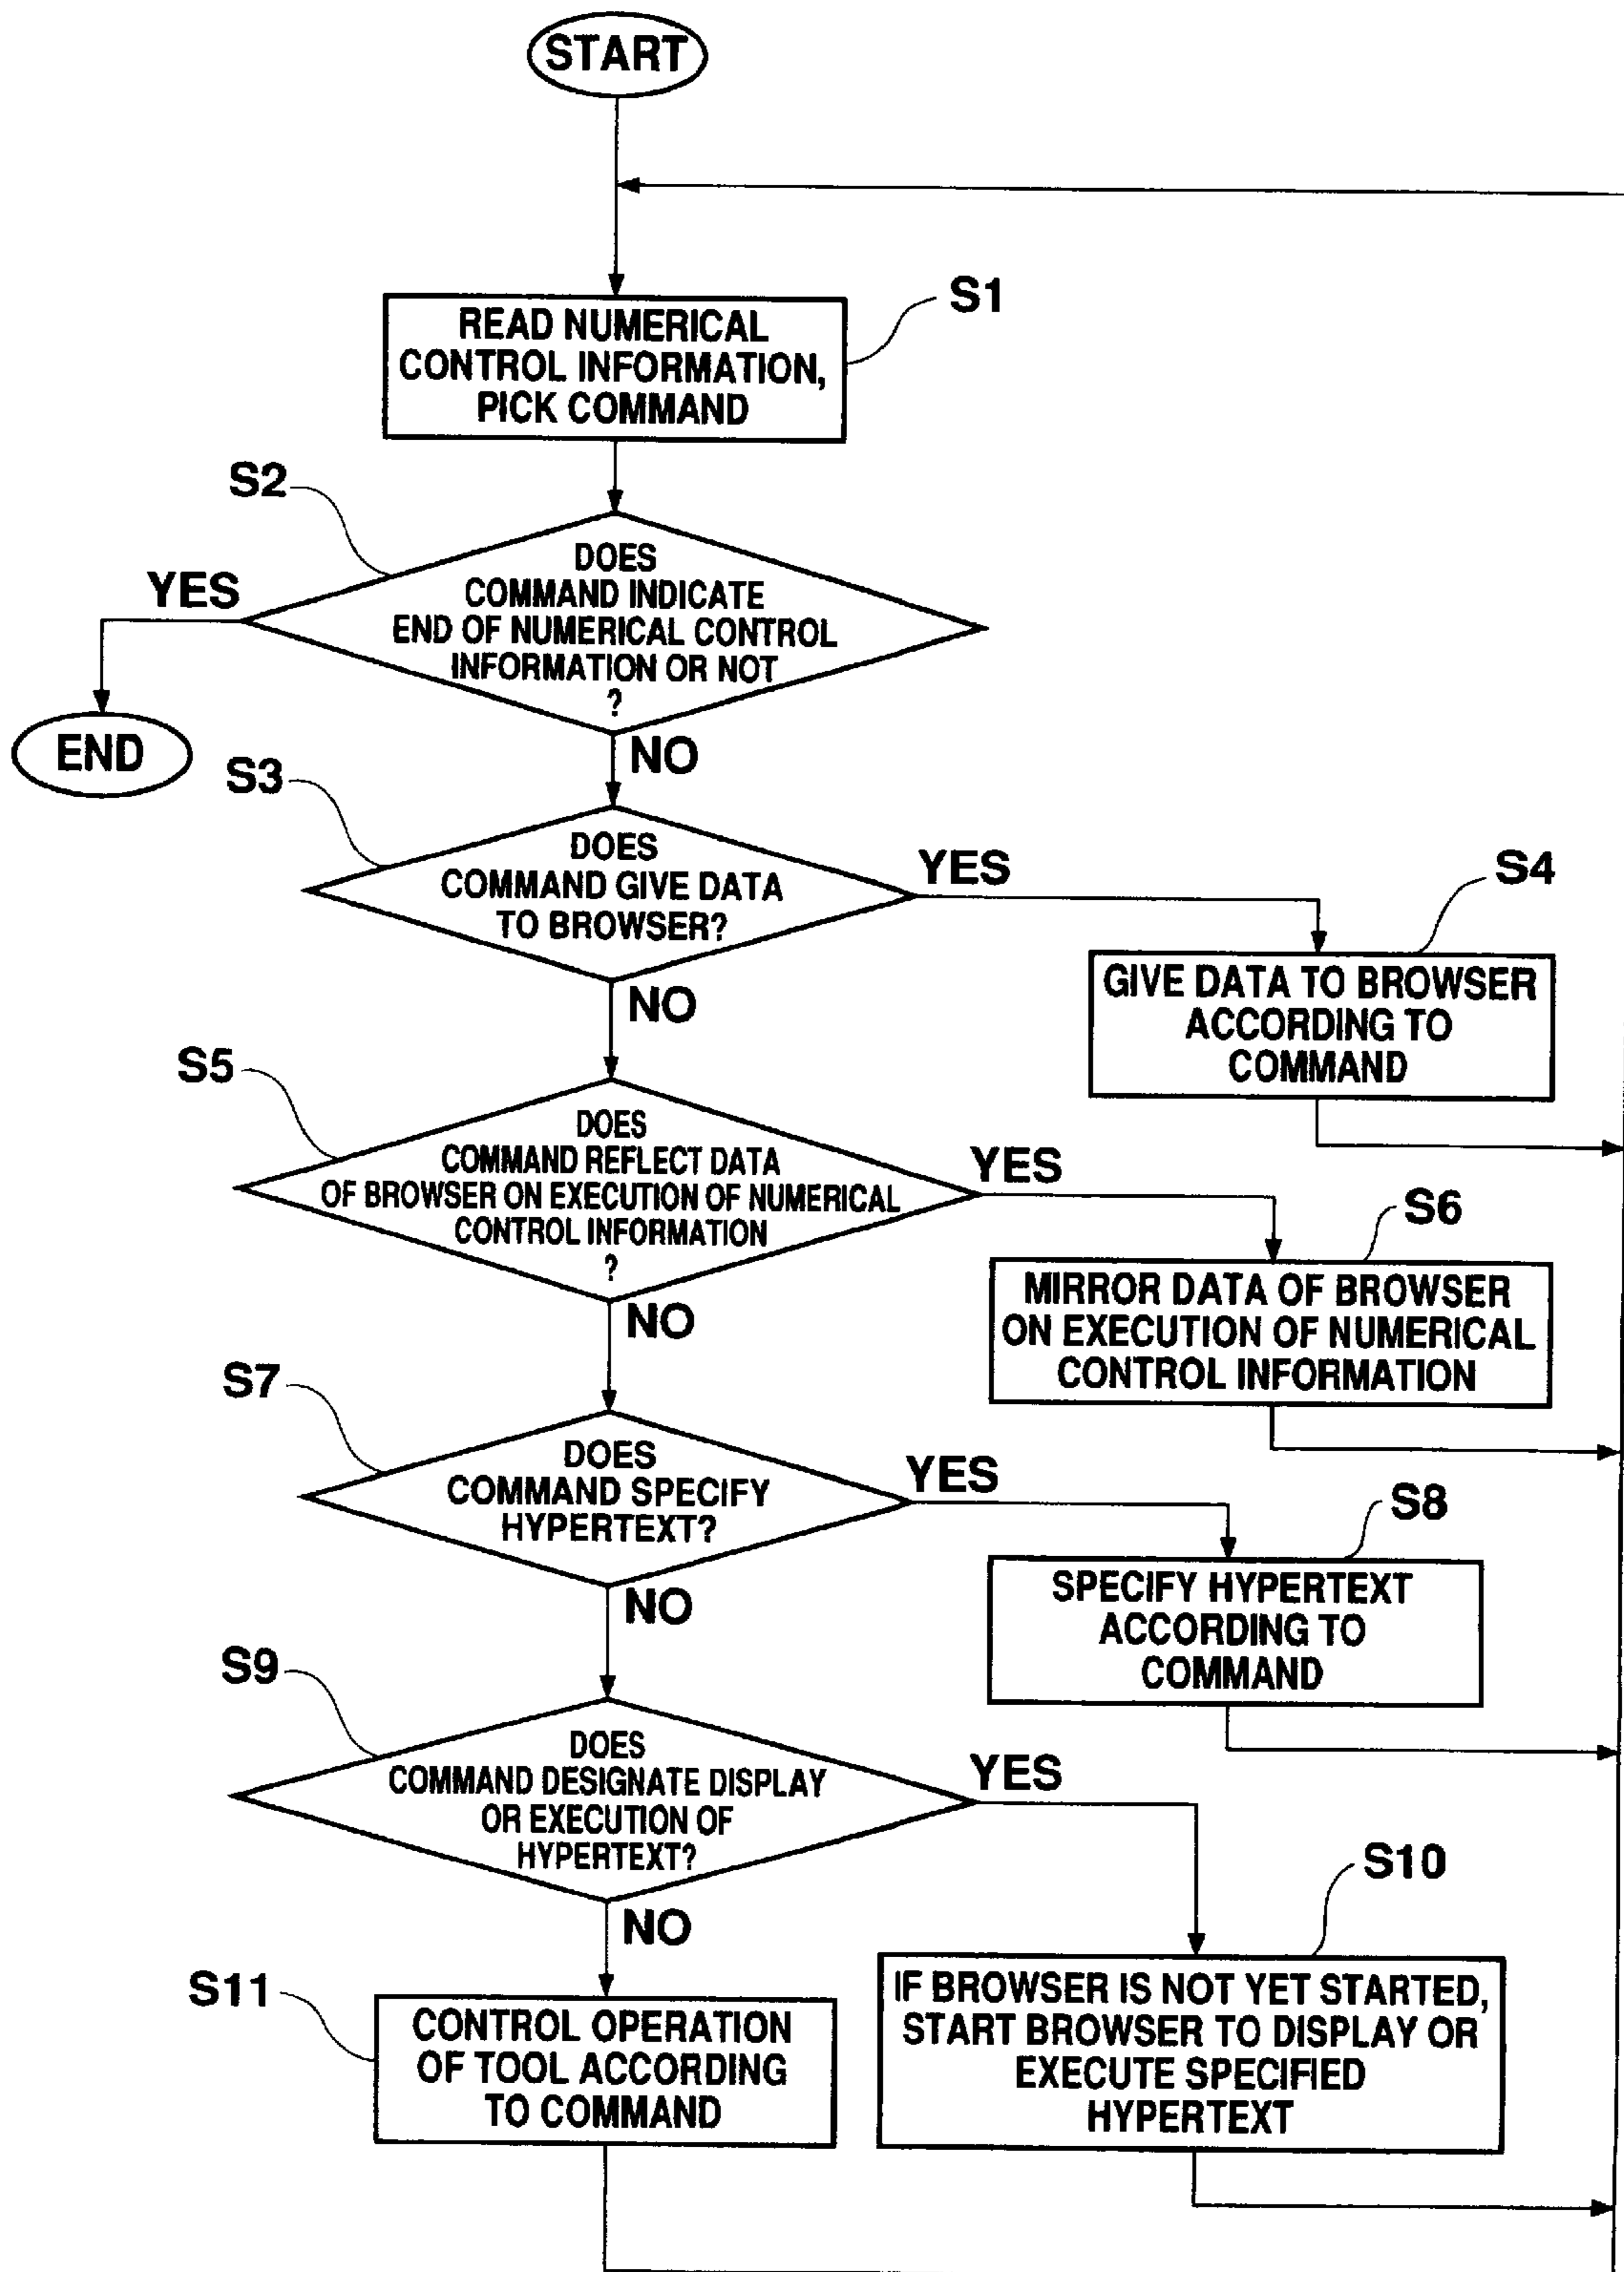 START
S1
READ NUMERICAL
CONTROL INFORMATION,
PICK COMMAND
S2
DOES
COMMAND INDICATE
END OF NUMERICAL CONTROL
INFORMATION OR NOT
?
YES
END
NO
S3
DOES
COMMAND GIVE DATA
TO BROWSER?
YES
S4
GIVE DATA TO BROWSER
ACCORDING TO
COMMAND
NO
S5
DOES
COMMAND REFLECT DATA
OF BROWSER ON EXECUTION OF NUMERICAL
CONTROL INFORMATION
?
YES
S6
MIRROR DATA OF BROWSER
ON EXECUTION OF NUMERICAL
CONTROL INFORMATION
NO
S7
DOES
COMMAND SPECIFY
HYPERTEXT?
YES
S8
SPECIFY HYPERTEXT
ACCORDING TO
COMMAND
NO
S9
DOES
COMMAND DESIGNATE DISPLAY
OR EXECUTION OF
HYPERTEXT?
YES
S10
IF BROWSER IS NOT YET STARTED,
START BROWSER TO DISPLAY OR
EXECUTE SPECIFIED
HYPERTEXT
NO
S11
CONTROL OPERATION
OF TOOL ACCORDING
TO COMMAND